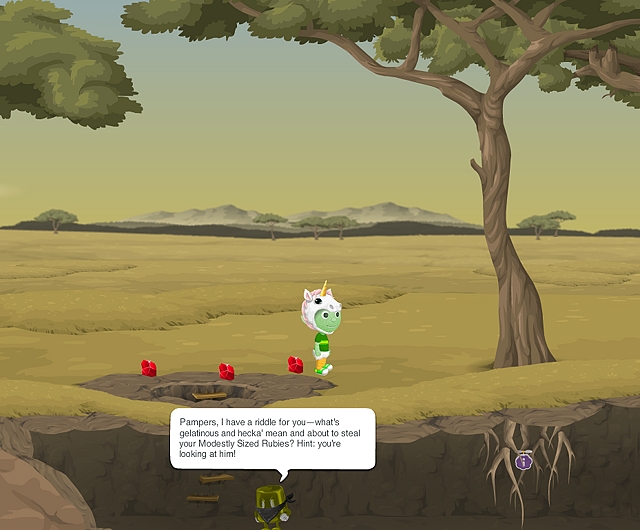 Pampers, I have a riddle for you—what's
gelatinous and hecka' mean and about to steal
your Modestly Sized Rubies? Hint: you're
looking at him!